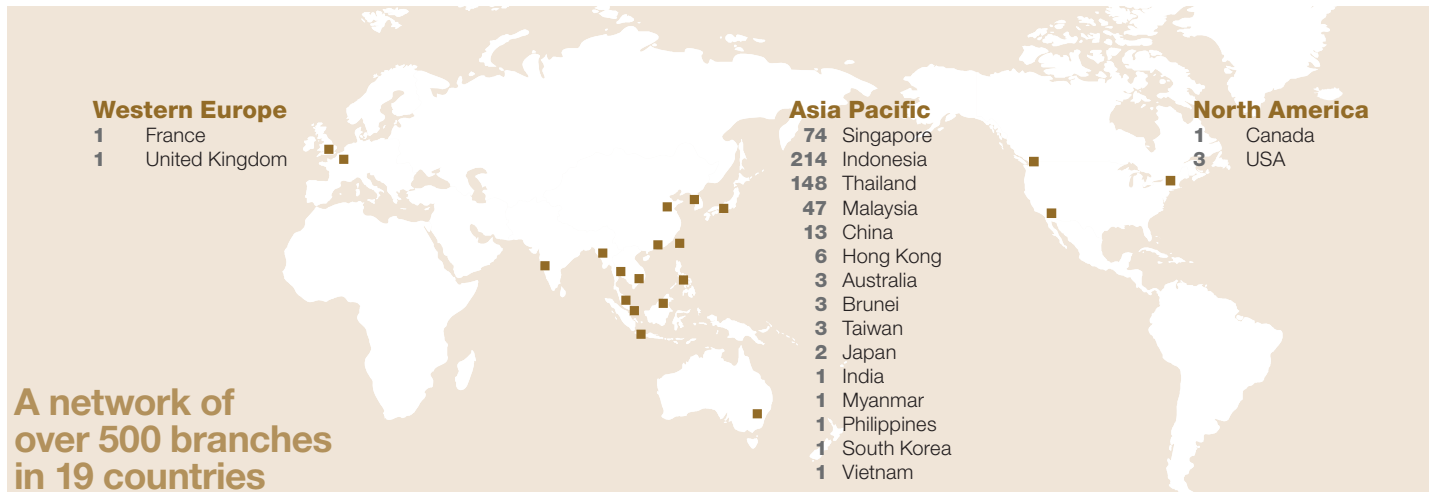 Western Europe
1 France
1 United Kingdom
Asia Pacific
74 Singapore
214 Indonesia
148 Thailand
47 Malaysia
13 China
6 Hong Kong
3 Australia
3 Brunei
3 Taiwan
2 Japan
1 India
1 Myanmar
1 Philippines
1 South Korea
1 Vietnam
North America
1 Canada
3 USA
A network of
over 500 branches
in 19 countries